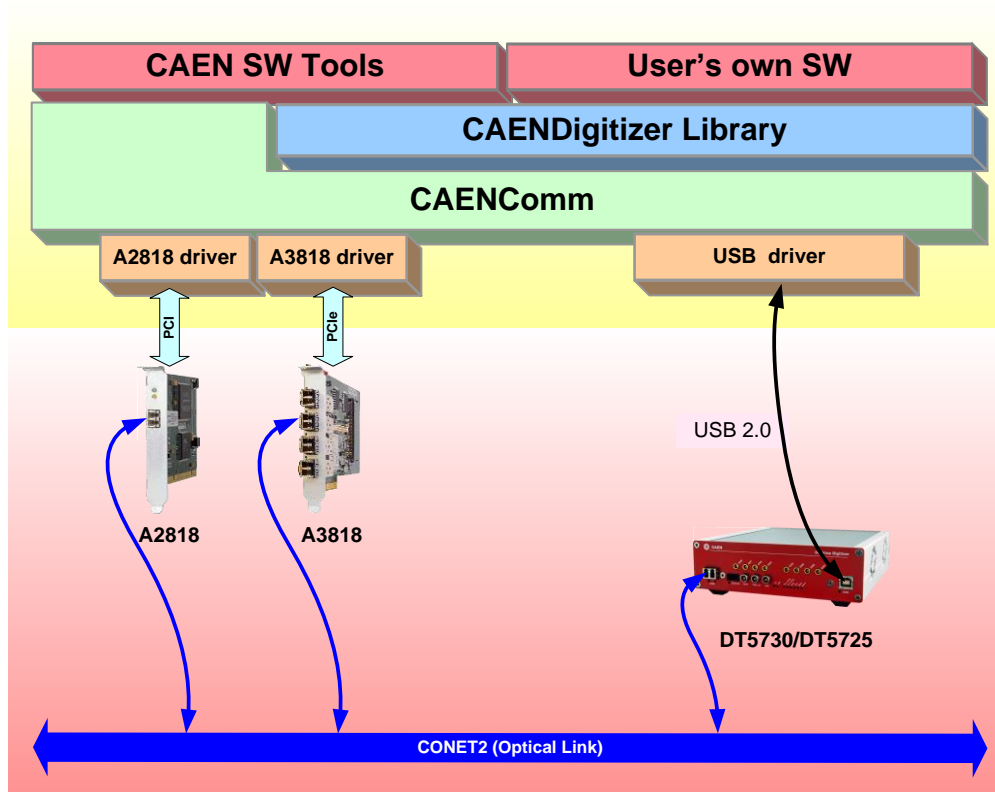 CAEN SW Tools
User's own SW
CAENDigitizer Library
CAENComm
A2818 driver
A3818 driver
USB driver
PCI
PCIe
USB 2.0
A2818
A3818
CAEN
DT5730/DT5725
CONET2 (Optical Link)